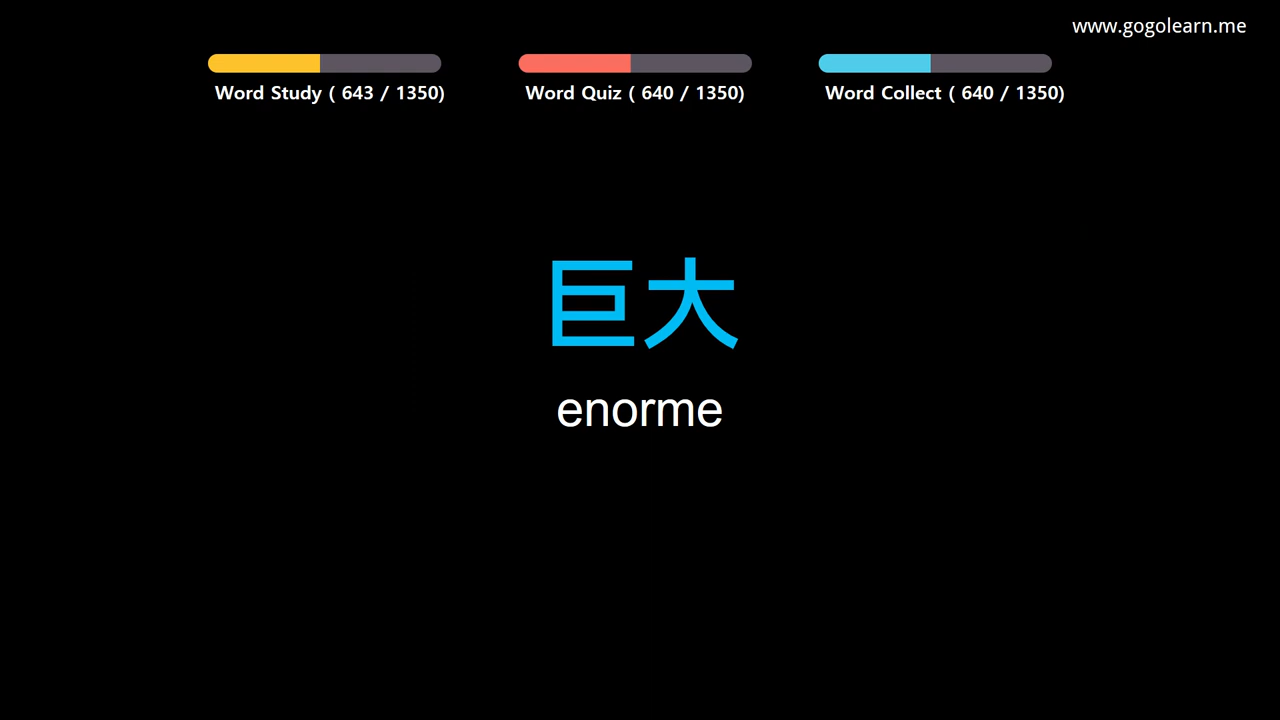 www.gogolearn.me
Word Study ( 643 / 1350)
Word Quiz ( 640 / 1350)
Word Collect ( 640 / 1350)
巨大
enorme